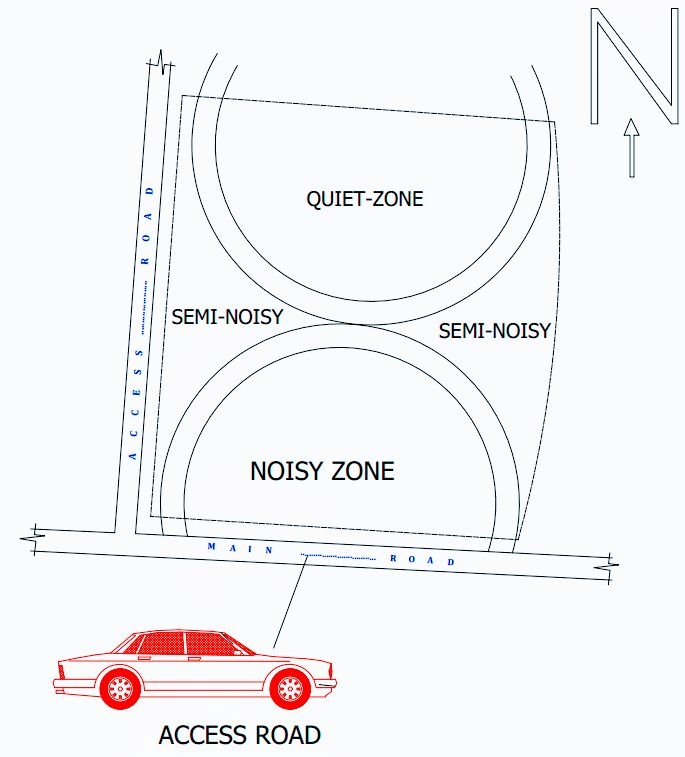 N
QUIET-ZONE
ACCESS ROAD
SEMI-NOISY
SEMI-NOISY
NOISY ZONE
MAIN ROAD
ACCESS ROAD